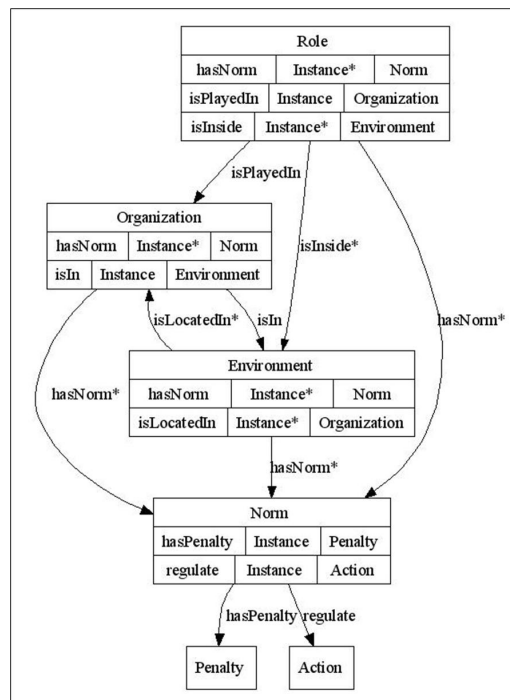 Role
hasNorm Instance* Norm
isPlayedIn Instance Organization
isInside Instance* Environment
isPlayedIn
Organization
hasNorm Instance* Norm
isIn Instance Environment
isInside*
isLocatedIn* isIn
hasNorm*
Environment
hasNorm Instance* Norm
isLocatedIn Instance* Organization
hasNorm*
hasNorm*
Norm
hasPenalty Instance Penalty
regulate Instance Action
hasPenalty regulate
Penalty Action